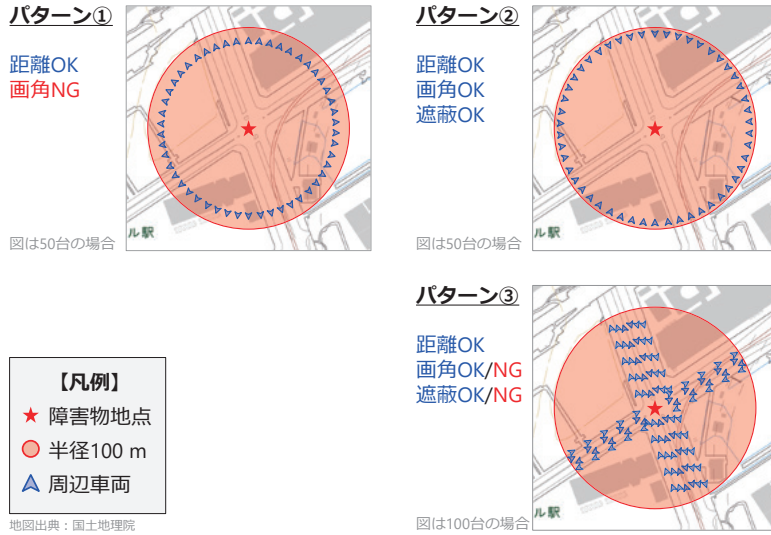 パターン①
距離OK
画角NG
図は50台の場合
ル駅
パターン②
距離OK
画角OK
遮蔽OK
図は50台の場合
ル駅
パターン③
距離OK
画角OK/NG
遮蔽OK/NG
図は100台の場合
ル駅
【凡例】
障害物地点
半径100 m
周辺車両
地図出典：国土地理院